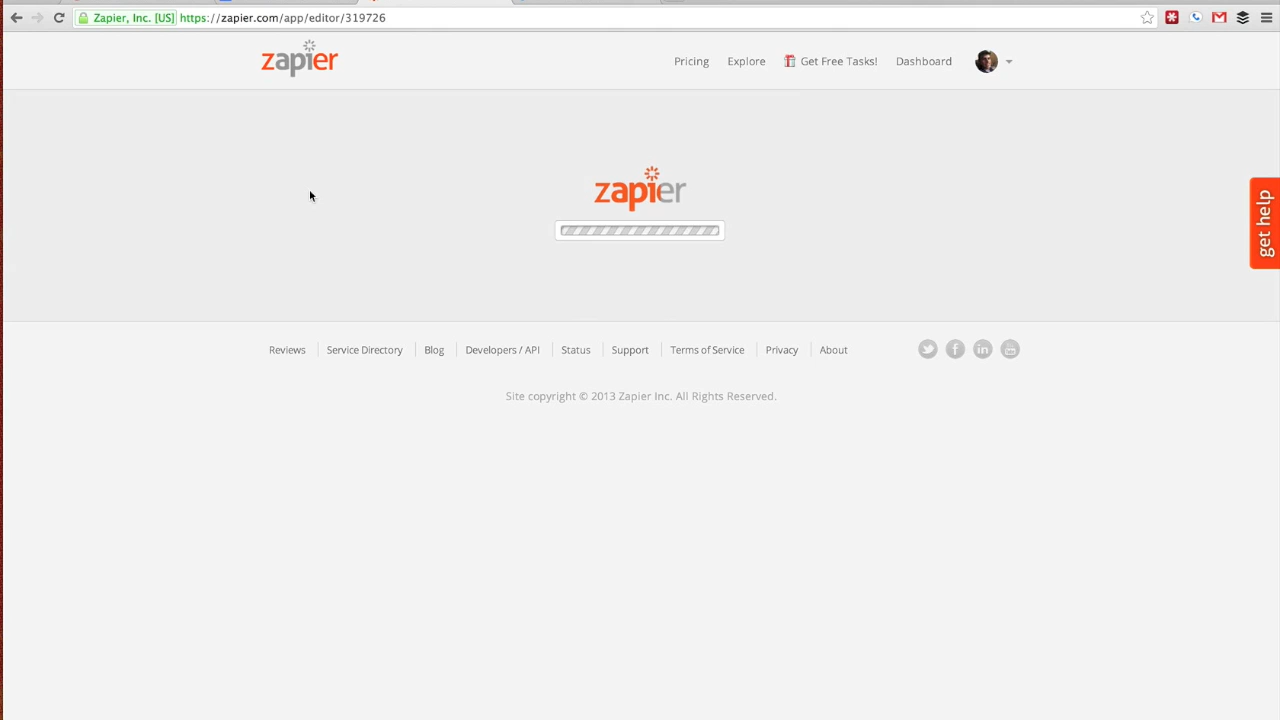 Zapier, Inc. [US] https://zapier.com/app/editor/319726
zapier
Pricing Explore Get Free Tasks! Dashboard
zapier
get help
Reviews Service Directory Blog Developers / API Status Support Terms of Service Privacy About
Site copyright © 2013 Zapier Inc. All Rights Reserved.